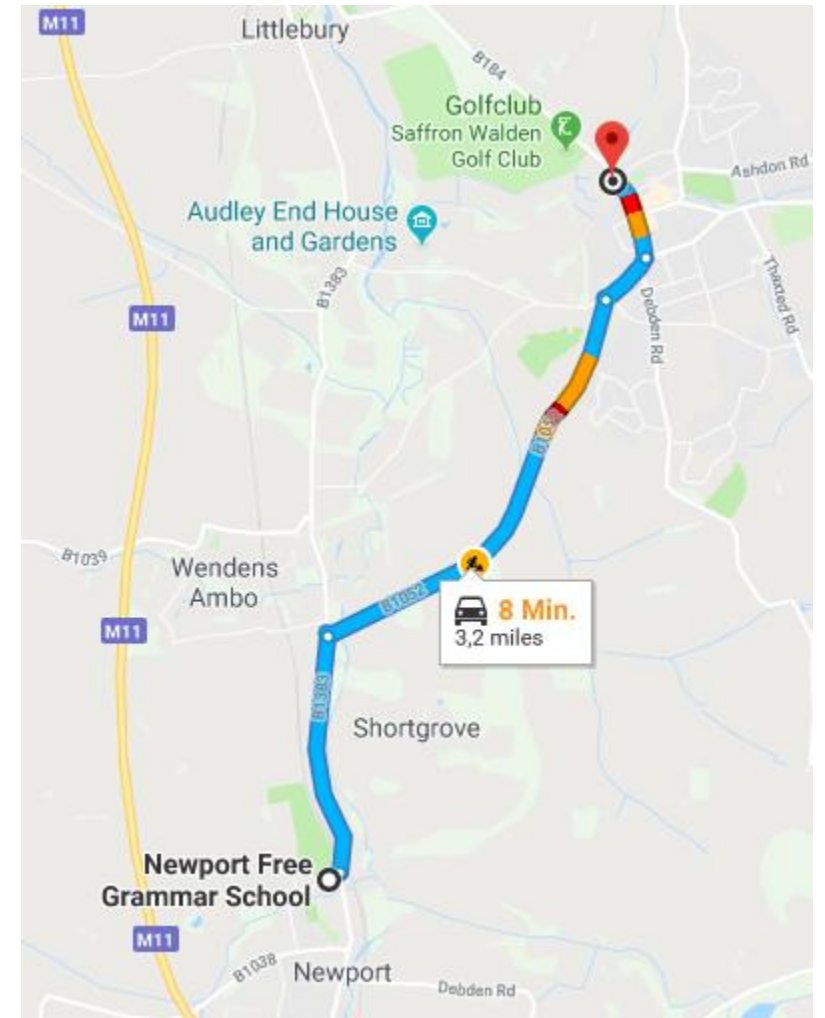 M11
Littlebury
B184
Golfclub
Saffron Walden
Golf Club
Ashdon Rd
Audley End House
and Gardens
B1383
Thaxted Rd
M11
Debden Rd
B1039
Wendens
Ambo
B1052
8 Min.
3,2 miles
M11
B1383
Shortgrove
Newport Free
Grammar School
M11
B1038
Newport
Debden Rd